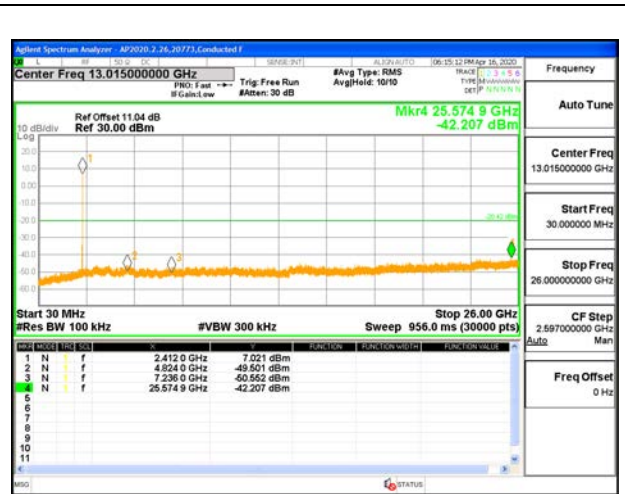 Agilent Spectrum Analyzer - AP2020.2.26,20773,Conducted F
L RF 50 Ω DC SENSE:INT ALIGN AUTO 06:15:12 PM Apr 16, 2020
Center Freq 13.015000000 GHz
PNO: Fast
IFGain:Low
Trig: Free Run
#Atten: 30 dB
#Avg Type: RMS
Avg|Hold: 10/10
TRACE 1 2 3 4 5 6
TYPE
DET P N N N N N
Ref Offset 11.04 dB
Ref 30.00 dBm
10 dB/div
Log
Mkr4 25.574 9 GHz
-42.207 dBm
20.0
10.0
0.00
-10.0
-20.0
-30.0
-40.0
-50.0
-60.0
1
2
3
Start 30 MHz
#Res BW 100 kHz
#VBW 300 kHz
Stop 26.00 GHz
Sweep 956.0 ms (30000 pts)
MKR MODE TRC SCL X Y FUNCTION FUNCTION WIDTH FUNCTION VALUE
1 N f 2.412 0 GHz 7.021 dBm
2 N f 4.824 0 GHz -49.501 dBm
3 N f 7.236 0 GHz -50.552 dBm
4 N f 25.574 9 GHz -42.207 dBm
5
6
7
8
9
10
11
MSG STATUS
Frequency
Auto Tune
Center Freq
13.015000000 GHz
Start Freq
30.000000 MHz
Stop Freq
26.000000000 GHz
CF Step
2.597000000 GHz
Auto Man
Freq Offset
0 Hz